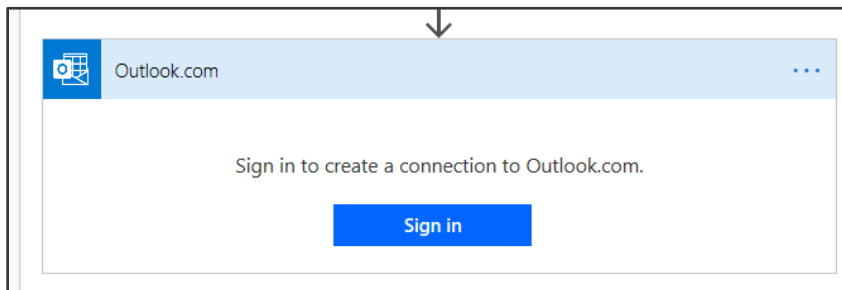 Outlook.com
Sign in to create a connection to Outlook.com.
Sign in